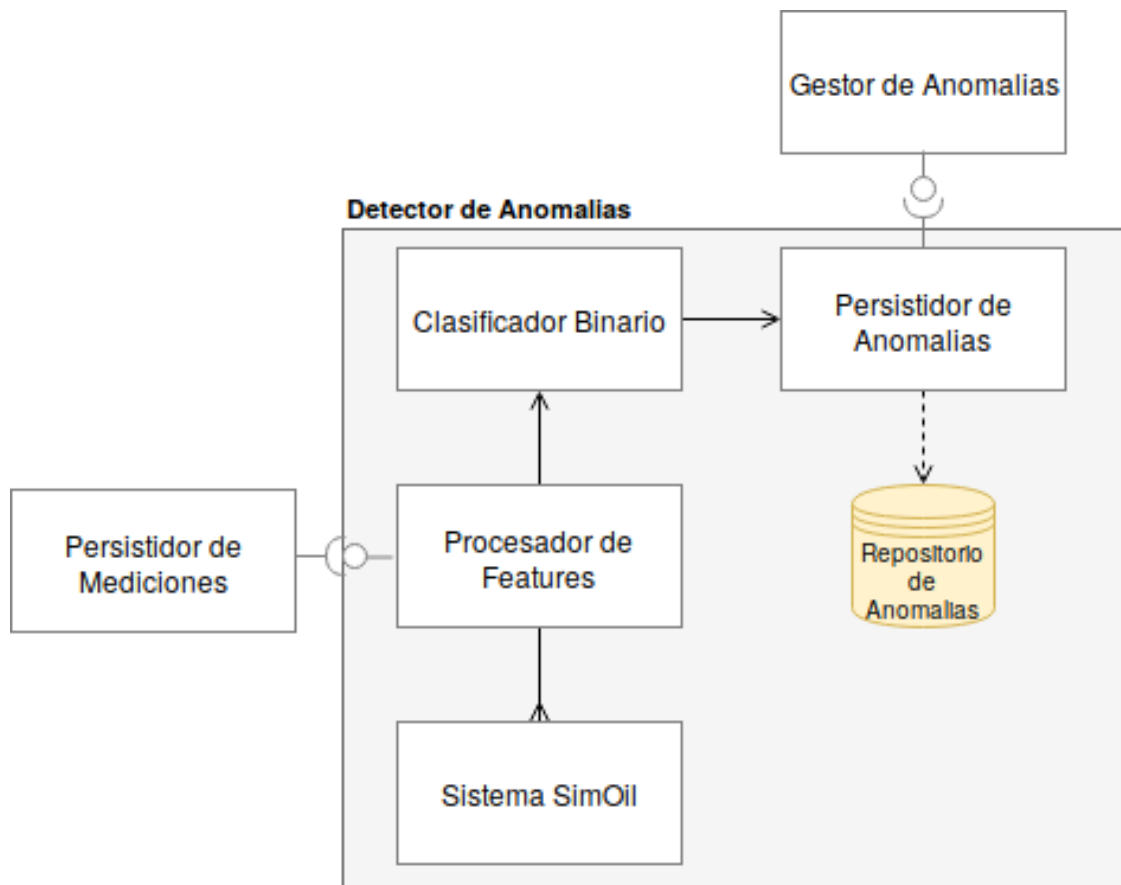 Gestor de Anomalias
Detector de Anomalias
Clasificador Binario
Persistidor de
Anomalias
Persistidor de
Mediciones
Procesador de
Features
Repositorio
de
Anomalias
Sistema SimOil